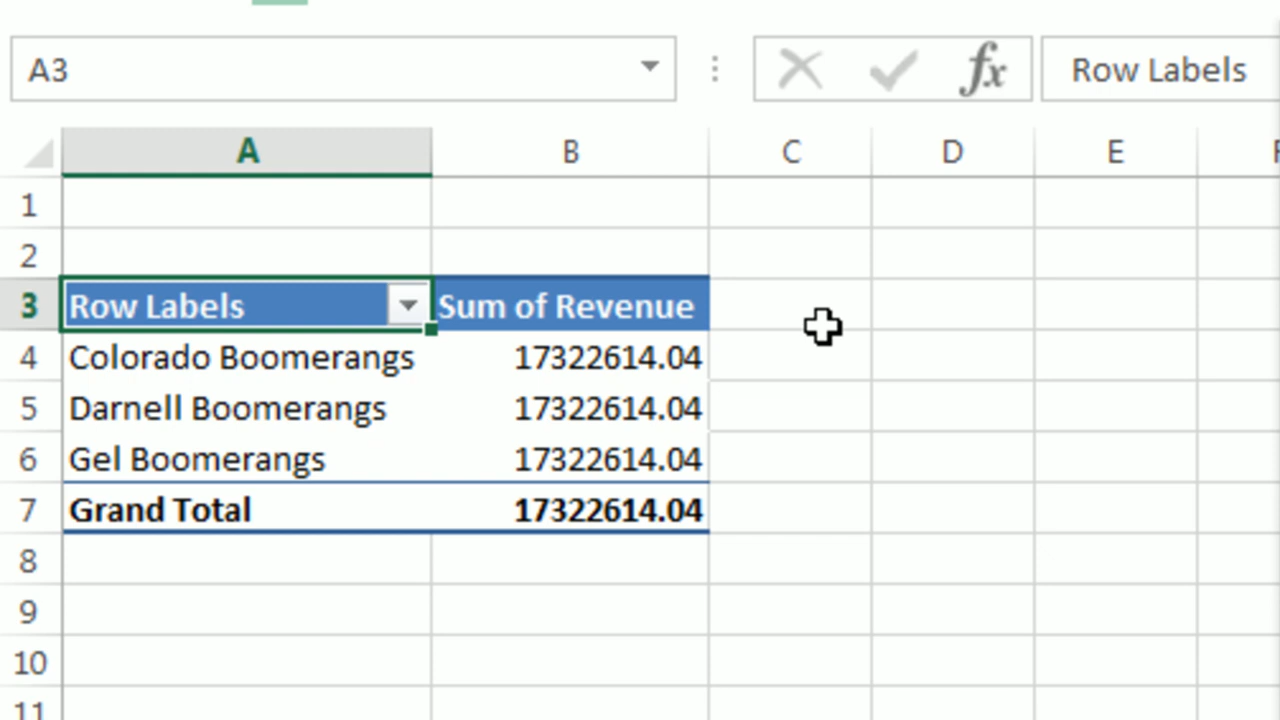 A3 fx Row Labels
A B C D E
1
2
3 Row Labels Sum of Revenue
4 Colorado Boomerangs 17322614.04
5 Darnell Boomerangs 17322614.04
6 Gel Boomerangs 17322614.04
7 Grand Total 17322614.04
8
9
10
11